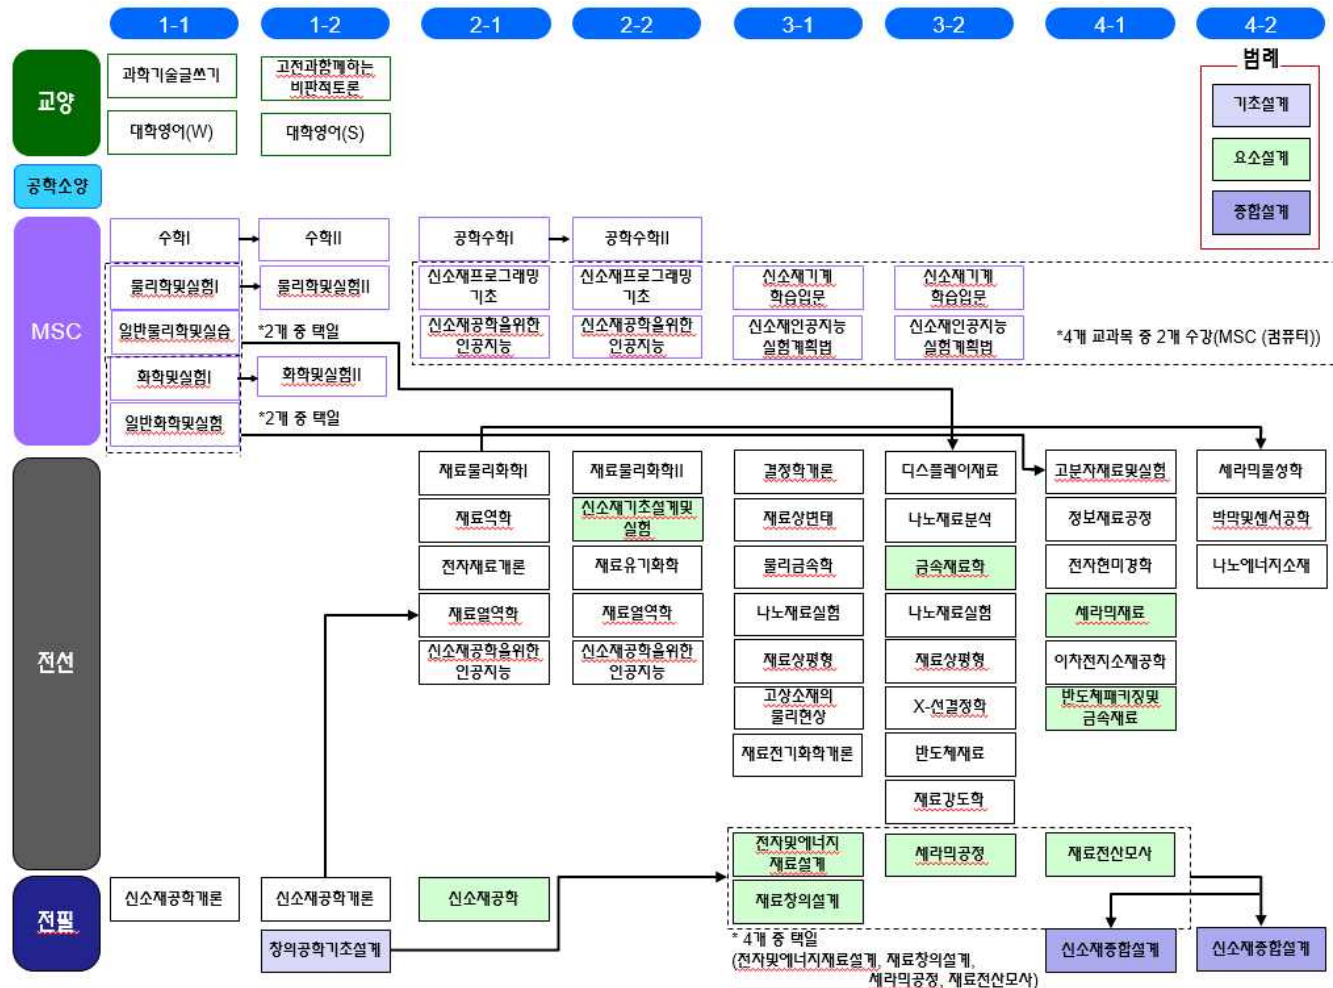 1-1
1-2
2-1
2-2
3-1
3-2
4-1
4-2
범례
기초설계
요소설계
종합설계
교양
과학기술글쓰기
고전과함께하는
비판적토론
대학영어(W)
대학영어(S)
공학소양
MSC
수학I
수학II
공학수학I
공학수학II
물리학및실험I
물리학및실험II
신소재프로그래밍
기초
신소재프로그래밍
기초
신소재기계
학습입문
신소재기계
학습입문
일반물리학및실습
*2개 중 택일
신소재공학을위한
인공지능
신소재공학을위한
인공지능
신소재인공지능
실험계획법
신소재인공지능
실험계획법
*4개 교과목 중 2개 수강(MSC (컴퓨터))
화학및실험I
화학및실험II
일반화학및실험
*2개 중 택일
전선
재료물리화학I
재료물리화학II
결정학개론
디스플레이재료
고분자재료및실험
세라믹물성학
재료역학
신소재기초설계및
실험
재료상변태
나노재료분석
정보재료공정
박막및센서공학
전자재료개론
재료유기화학
물리금속학
금속재료학
전자현미경학
나노에너지소재
재료열역학
재료열역학
나노재료실험
나노재료실험
세라믹재료
신소재공학을위한
인공지능
신소재공학을위한
인공지능
재료상평형
재료상평형
이차전지소재공학
고상소재의
물리현상
X-선결정학
반도체패키징및
금속재료
재료전기화학개론
반도체재료
재료강도학
전자및에너지
재료설계
세라믹공정
재료전산모사
전필
신소재공학개론
신소재공학개론
신소재공학
재료창의설계
창의공학기초설계
* 4개 중 택일
(전자및에너지재료설계, 재료창의설계,
세라믹공정, 재료전산모사)
신소재종합설계
신소재종합설계